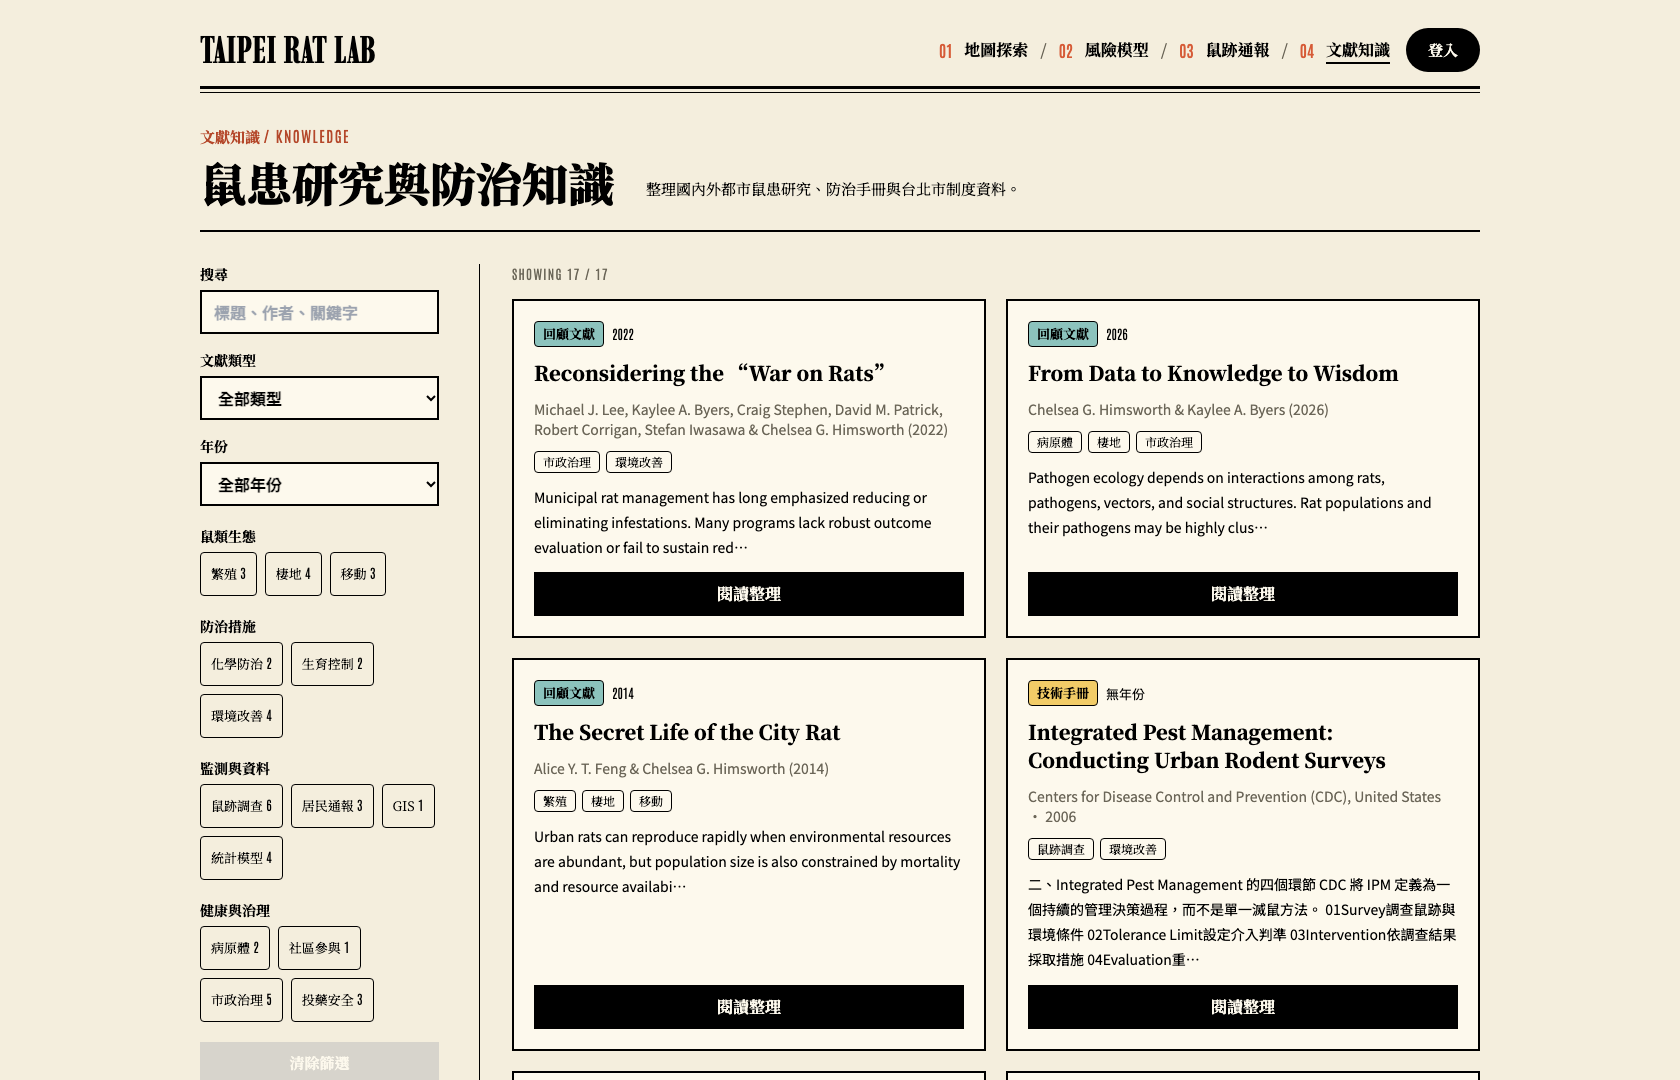 TAIPEI RAT LAB
01 地圖探索 / 02 風險模型 / 03 鼠跡通報 / 04 文獻知識 登入
文獻知識 / KNOWLEDGE
鼠患研究與防治知識
整理國內外都市鼠患研究、防治手冊與台北市制度資料。
搜尋
標題、作者、關鍵字
文獻類型
全部類型
年份
全部年份
鼠類生態
繁殖 3 棲地 4 移動 3
防治措施
化學防治 2 生育控制 2
環境改善 4
監測與資料
鼠跡調查 6 居民通報 3 GIS 1
統計模型 4
健康與治理
病原體 2 社區參與 1
市政治理 5 投藥安全 3
清除篩選
SHOWING 17 / 17
回顧文獻 2022
Reconsidering the “War on Rats”
Michael J. Lee, Kaylee A. Byers, Craig Stephen, David M. Patrick,
Robert Corrigan, Stefan Iwasawa & Chelsea G. Himsworth (2022)
市政治理 環境改善
Municipal rat management has long emphasized reducing or
eliminating infestations. Many programs lack robust outcome
evaluation or fail to sustain red…
閱讀整理
回顧文獻 2026
From Data to Knowledge to Wisdom
Chelsea G. Himsworth & Kaylee A. Byers (2026)
病原體 棲地 市政治理
Pathogen ecology depends on interactions among rats,
pathogens, vectors, and social structures. Rat populations and
their pathogens may be highly clus…
閱讀整理
回顧文獻 2014
The Secret Life of the City Rat
Alice Y. T. Feng & Chelsea G. Himsworth (2014)
繁殖 棲地 移動
Urban rats can reproduce rapidly when environmental resources
are abundant, but population size is also constrained by mortality
and resource availabi…
閱讀整理
技術手冊 無年份
Integrated Pest Management:
Conducting Urban Rodent Surveys
Centers for Disease Control and Prevention (CDC), United States
・ 2006
鼠跡調查 環境改善
二、Integrated Pest Management 的四個環節 CDC 將 IPM 定義為一
個持續的管理決策過程，而不是單一滅鼠方法。 01Survey調查鼠跡與
環境條件 02Tolerance Limit設定介入判準 03Intervention依調查結果
採取措施 04Evaluation重…
閱讀整理